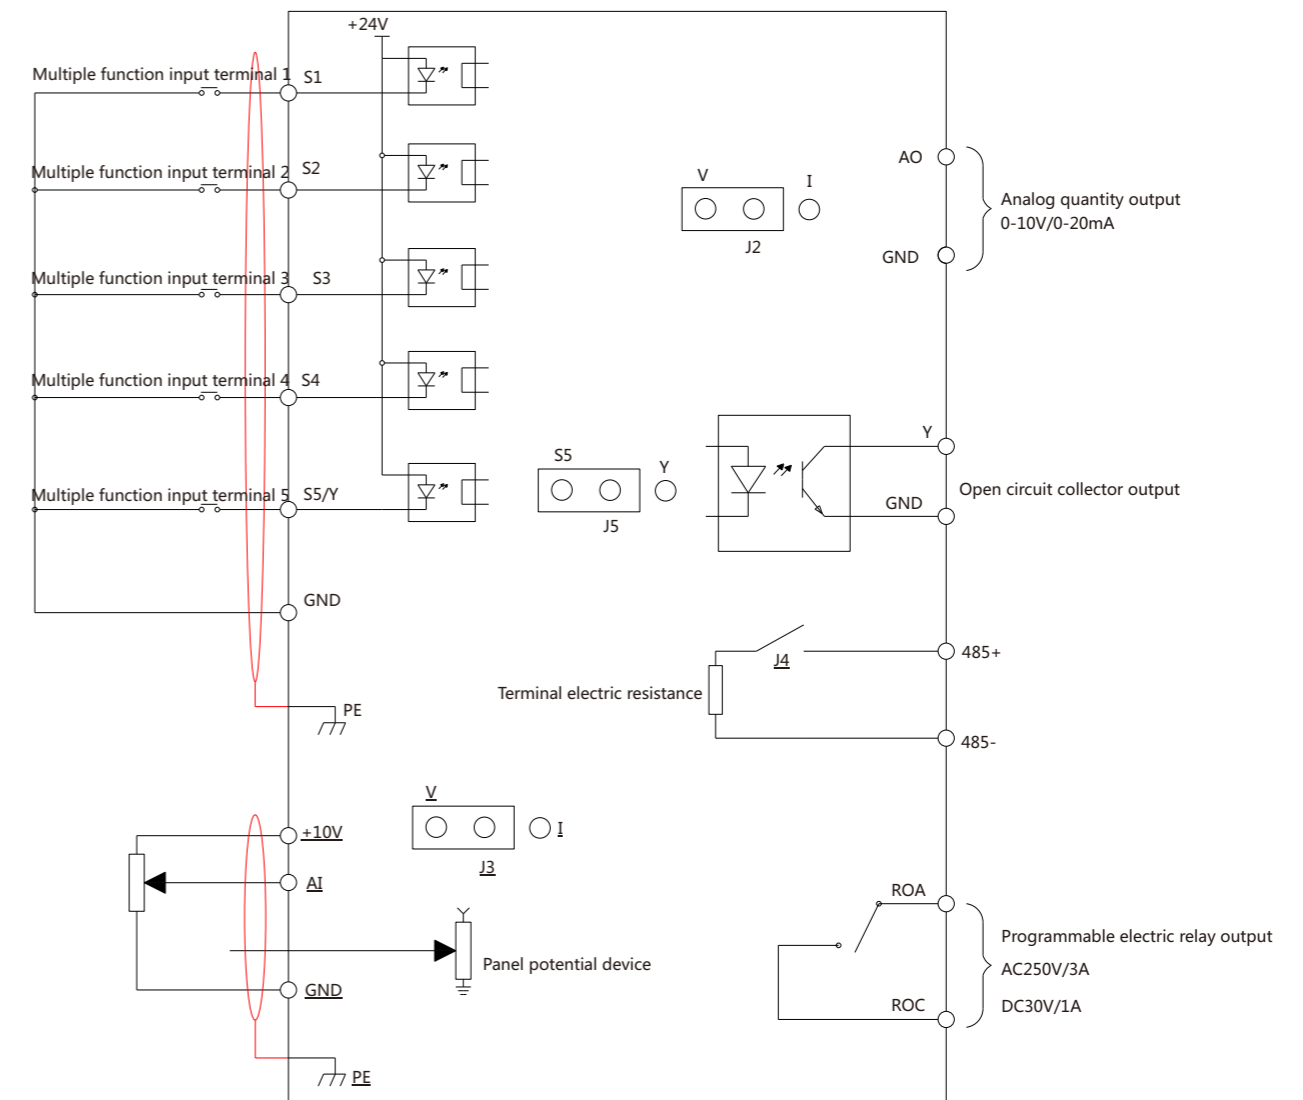 +24V
Multiple function input terminal 1
S1
Multiple function input terminal 2
S2
Multiple function input terminal 3
S3
Multiple function input terminal 4
S4
Multiple function input terminal 5
S5/Y
GND
PE
+10V
AI
GND
PE
V
J3
I
Panel potential device
V
I
J2
S5
Y
J5
AO
GND
Analog quantity output
0-10V/0-20mA
Y
GND
Open circuit collector output
J4
485+
Terminal electric resistance
485-
ROA
ROC
Programmable electric relay output
AC250V/3A
DC30V/1A